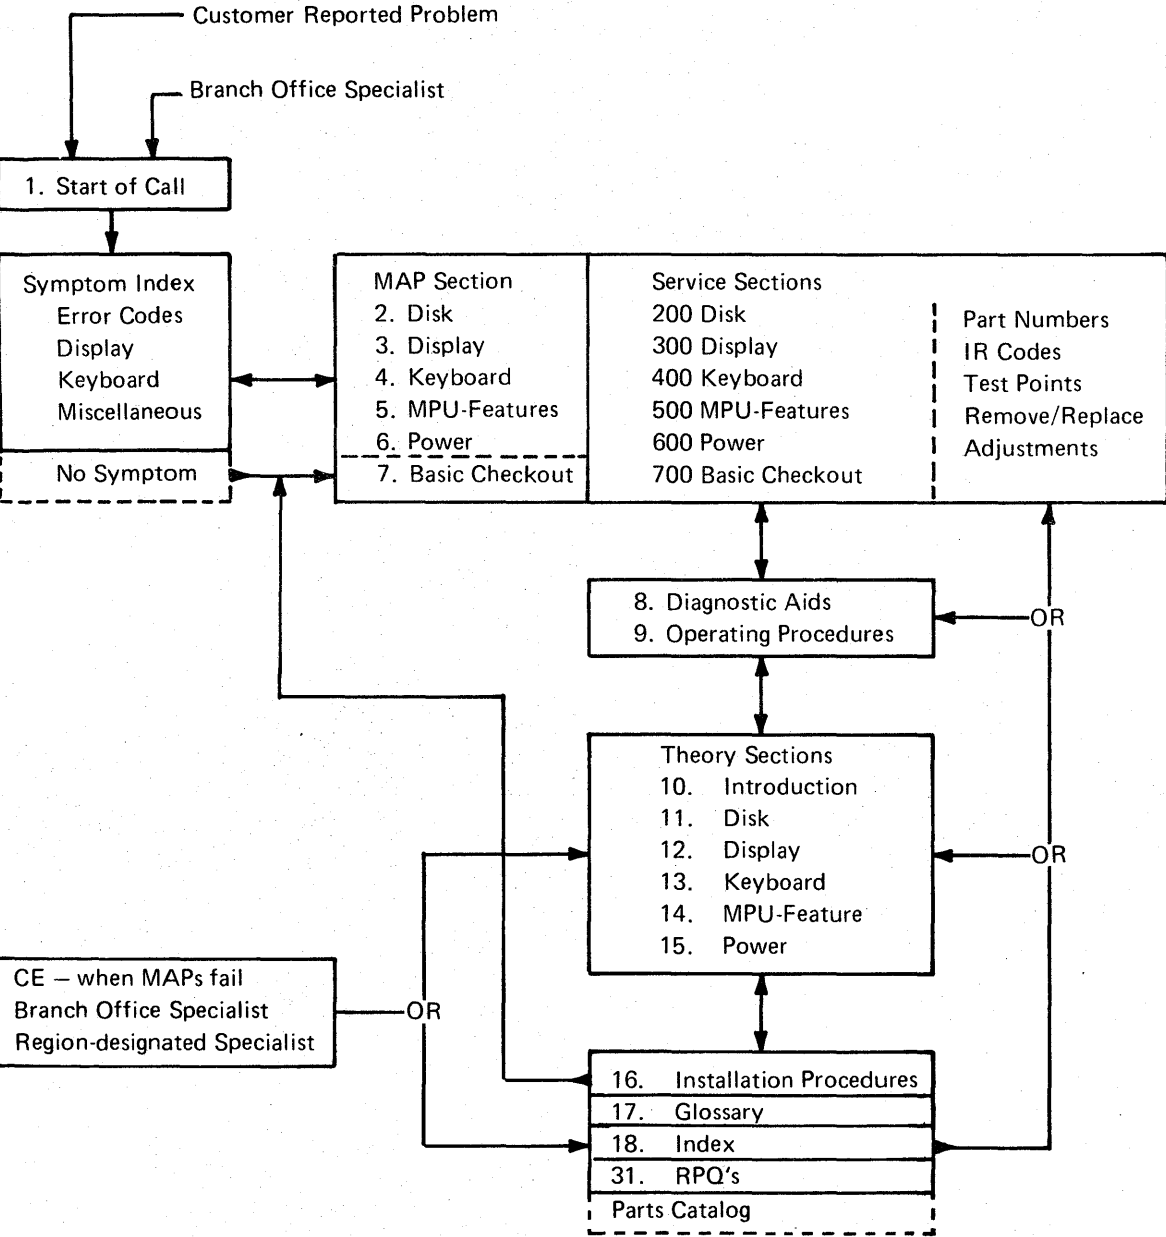 Customer Reported Problem
Branch Office Specialist
1. Start of Call
Symptom Index
Error Codes
Display
Keyboard
Miscellaneous
No Symptom
MAP Section
2. Disk
3. Display
4. Keyboard
5. MPU-Features
6. Power
7. Basic Checkout
Service Sections
200 Disk
300 Display
400 Keyboard
500 MPU-Features
600 Power
700 Basic Checkout
Part Numbers
IR Codes
Test Points
Remove/Replace
Adjustments
8. Diagnostic Aids
9. Operating Procedures
OR
Theory Sections
10. Introduction
11. Disk
12. Display
13. Keyboard
14. MPU-Feature
15. Power
OR
CE — when MAPs fail
Branch Office Specialist
Region-designated Specialist
OR
16. Installation Procedures
17. Glossary
18. Index
31. RPQ's
Parts Catalog